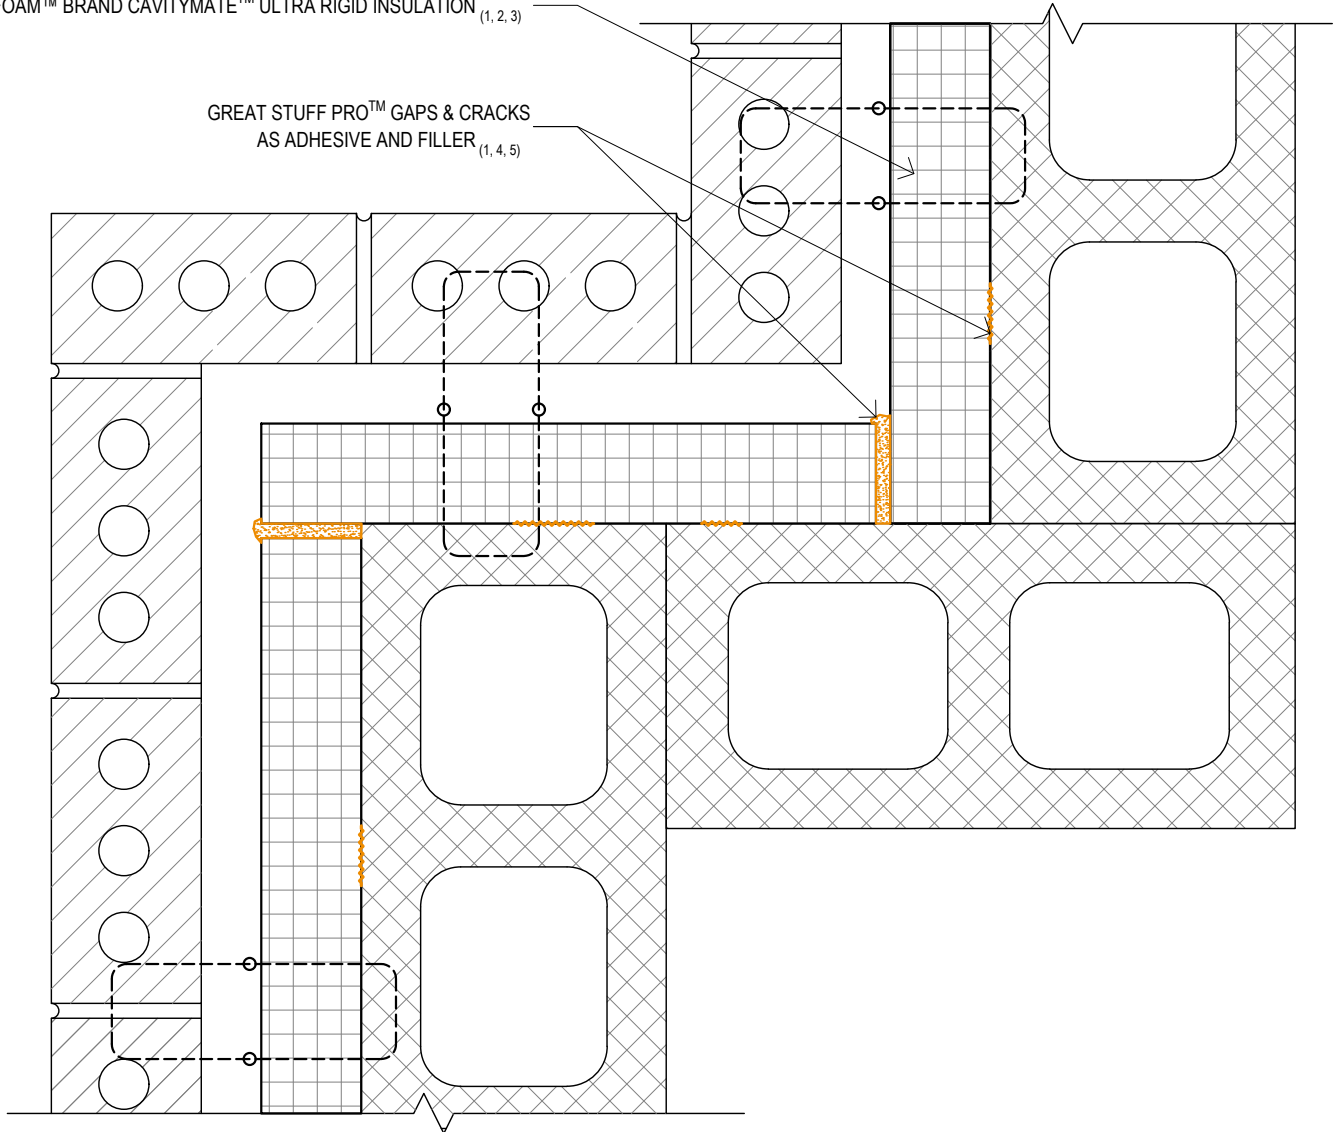 FOAM™ BRAND CAVITYMATE™ ULTRA RIGID INSULATION (1, 2, 3)
GREAT STUFF PRO™ GAPS & CRACKS
AS ADHESIVE AND FILLER (1, 4, 5)